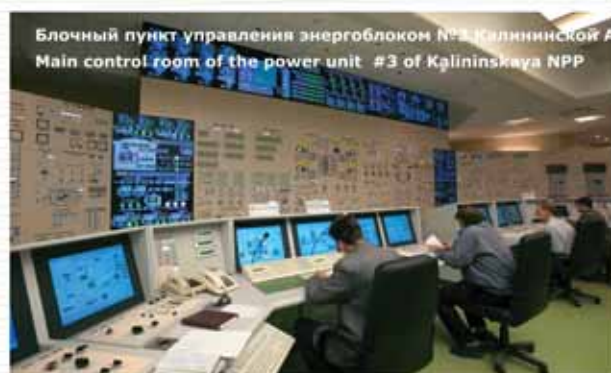 Блочный пункт управления энергоблоком №3 Калининской А
Main control room of the power unit #3 of Kalininskaya NPP